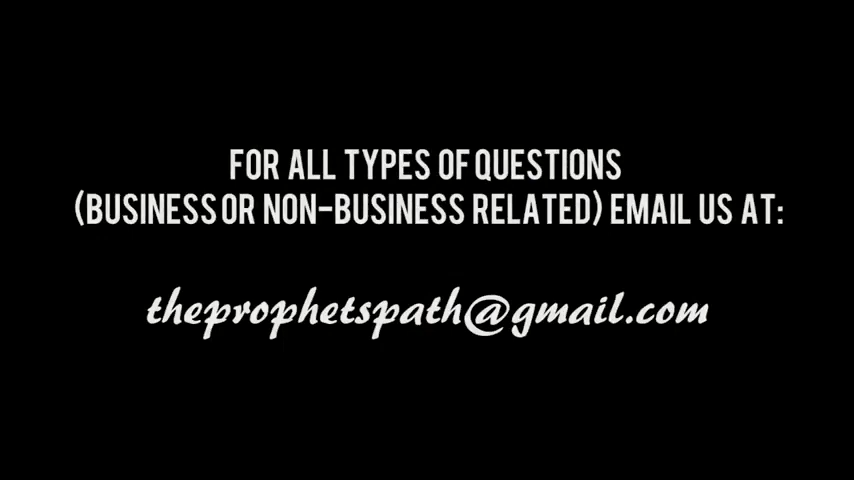 FOR ALL TYPES OF QUESTIONS
(BUSINESS OR NON-BUSINESS RELATED) EMAIL US AT:
theprophetspath@gmail.com